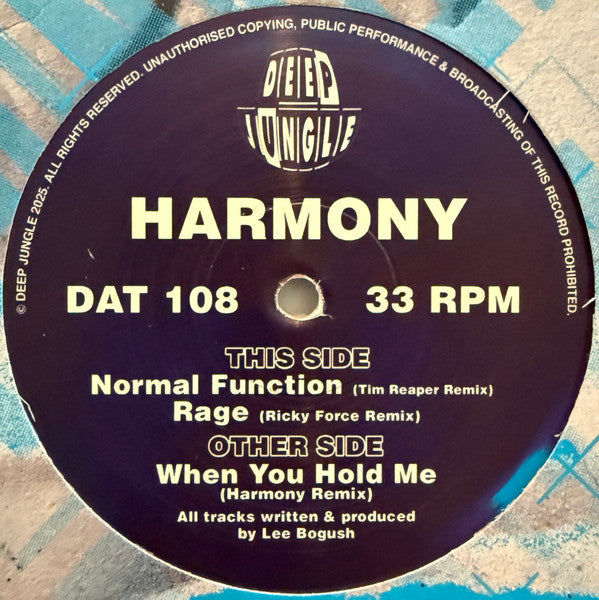 © DEEP JUNGLE 2025. ALL RIGHTS RESERVED. UNAUTHORISED COPYING, PUBLIC PERFORMANCE & BROADCASTING OF THIS RECORD PROHIBITED.
DEEP
JUNGLE
HARMONY
DAT 108 33 RPM
THIS SIDE
Normal Function (Tim Reaper Remix)
Rage (Ricky Force Remix)
OTHER SIDE
When You Hold Me
(Harmony Remix)
All tracks written & produced
by Lee Bogush